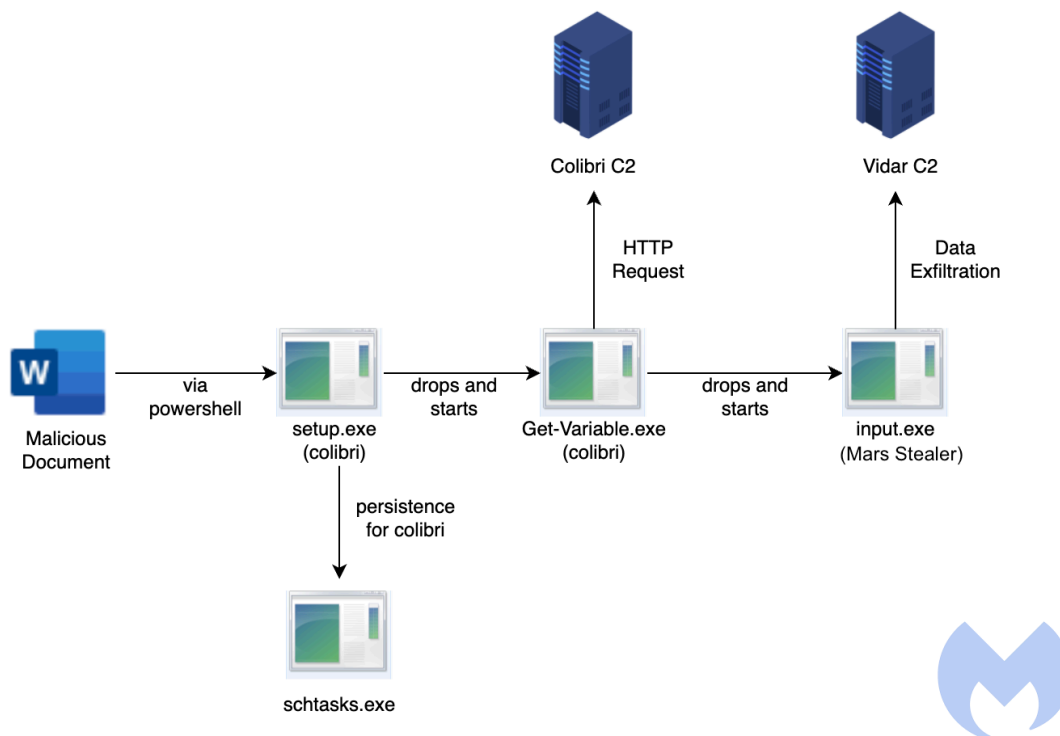 Colibri C2
Vidar C2
HTTP
Request
Data
Exfiltration
W
via
powershell
drops and
starts
drops and
starts
Malicious
Document
setup.exe
(colibri)
Get-Variable.exe
(colibri)
input.exe
(Mars Stealer)
persistence
for colibri
schtasks.exe